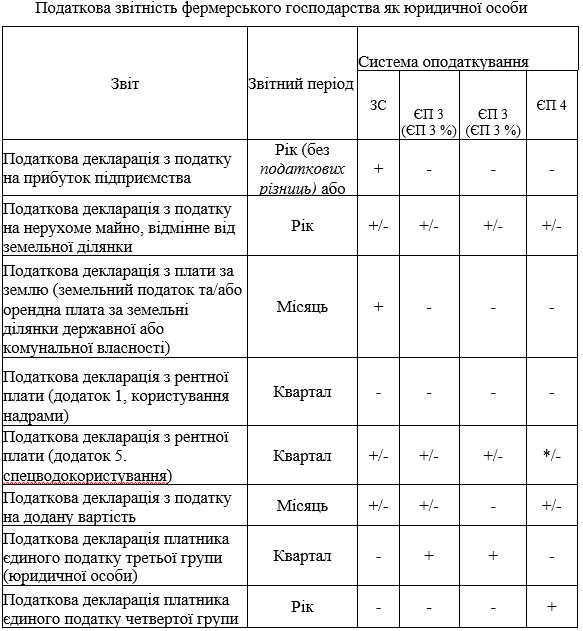 Податкова звітність фермерського господарства як юридичної особи
Звіт
Звітний період
Система оподаткування
ЗС
ЄП 3
(ЄП 3 %)
ЄП 3
(ЄП 3 %)
ЄП 4
Податкова декларація з податку
на прибуток підприємства
Рік (без
податкових
різниць) або
+ - - -
Податкова декларація з податку
на нерухоме майно, відмінне від
земельної ділянки
Рік
+/- +/- +/- +/-
Податкова декларація з плати за
землю (земельний податок та/або
орендна плата за земельні
ділянки державної або
комунальної власності)
Місяць
+ - - -
Податкова декларація з рентної
плати (додаток 1, користування
надрами)
Квартал
- - - -
Податкова декларація з рентної
плати (додаток 5.
спецводокористування)
Квартал
+/- +/- +/- */-
Податкова декларація з податку
на додану вартість
Місяць
+/- +/- - +/-
Податкова декларація платника
єдиного податку третьої групи
(юридичної особи)
Квартал
- + + -
Податкова декларація платника
єдиного податку четвертої групи
Рік
- - - +